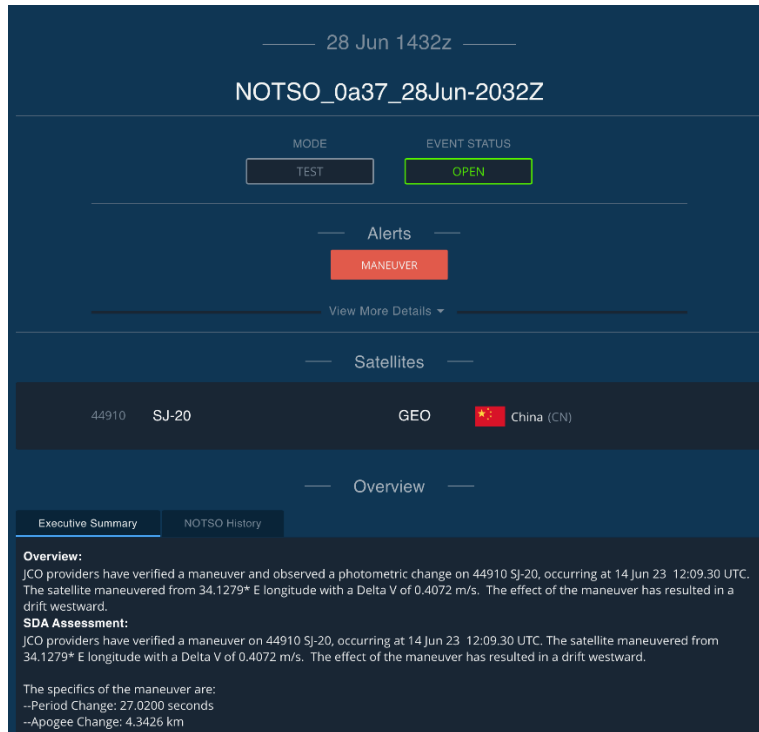 28 Jun 1432z
NOTSO_0a37_28Jun-2032Z
MODE EVENT STATUS
TEST OPEN
Alerts
MANEUVER
View More Details
Satellites
44910 SJ-20 GEO China (CN)
Overview
Executive Summary NOTSO History
Overview:
JCO providers have verified a maneuver and observed a photometric change on 44910 SJ-20, occurring at 14 Jun 23 12:09.30 UTC.
The satellite maneuvered from 34.1279* E longitude with a Delta V of 0.4072 m/s. The effect of the maneuver has resulted in a
drift westward.
SDA Assessment:
JCO providers have verified a maneuver on 44910 SJ-20, occurring at 14 Jun 23 12:09.30 UTC. The satellite maneuvered from
34.1279* E longitude with a Delta V of 0.4072 m/s. The effect of the maneuver has resulted in a drift westward.
The specifics of the maneuver are:
--Period Change: 27.0200 seconds
--Apogee Change: 4.3426 km